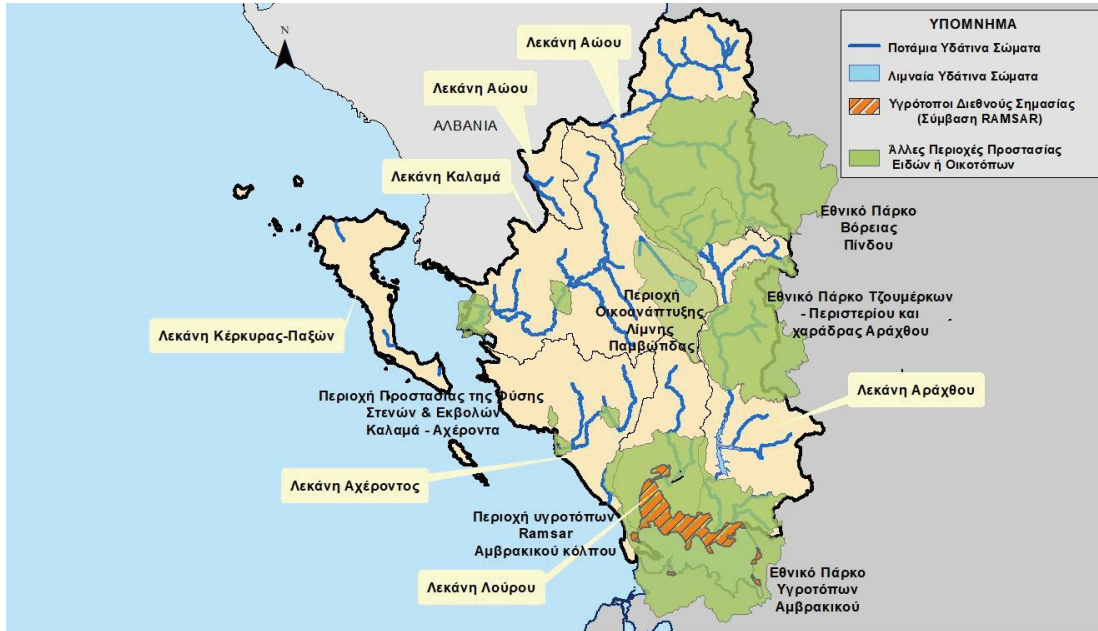 N
Λεκάνη Αώου
Λεκάνη Αώου
ΑΛΒΑΝΙΑ
Λεκάνη Καλαμά
ΥΠΟΜΝΗΜΑ
Ποτάμια Υδάτινα Σώματα
Λιμναία Υδάτινα Σώματα
Υγρότοποι Διεθνούς Σημασίας
(Σύμβαση RAMSAR)
Άλλες Περιοχές Προστασίας
Ειδών ή Οικοτόπων
Εθνικό Πάρκο
Βόρειας
Πίνδου
Λεκάνη Κέρκυρας-Παξών
Περιοχή
Οικοανάπτυξης
Λίμνης
Παμβώτιδας
Εθνικό Πάρκο Τζουμέρκων
- Περιστερίου και
χαράδρας Αράχθου
Περιοχή Προστασίας της Φύσης
Στενών & Εκβολών
Καλαμά - Αχέροντα
Λεκάνη Αράχθου
Λεκάνη Αχέροντος
Περιοχή υγροτόπων
Ramsar
Αμβρακικού κόλπου
Λεκάνη Λούρου
Εθνικό Πάρκο
Υγροτόπων
Αμβρακικού